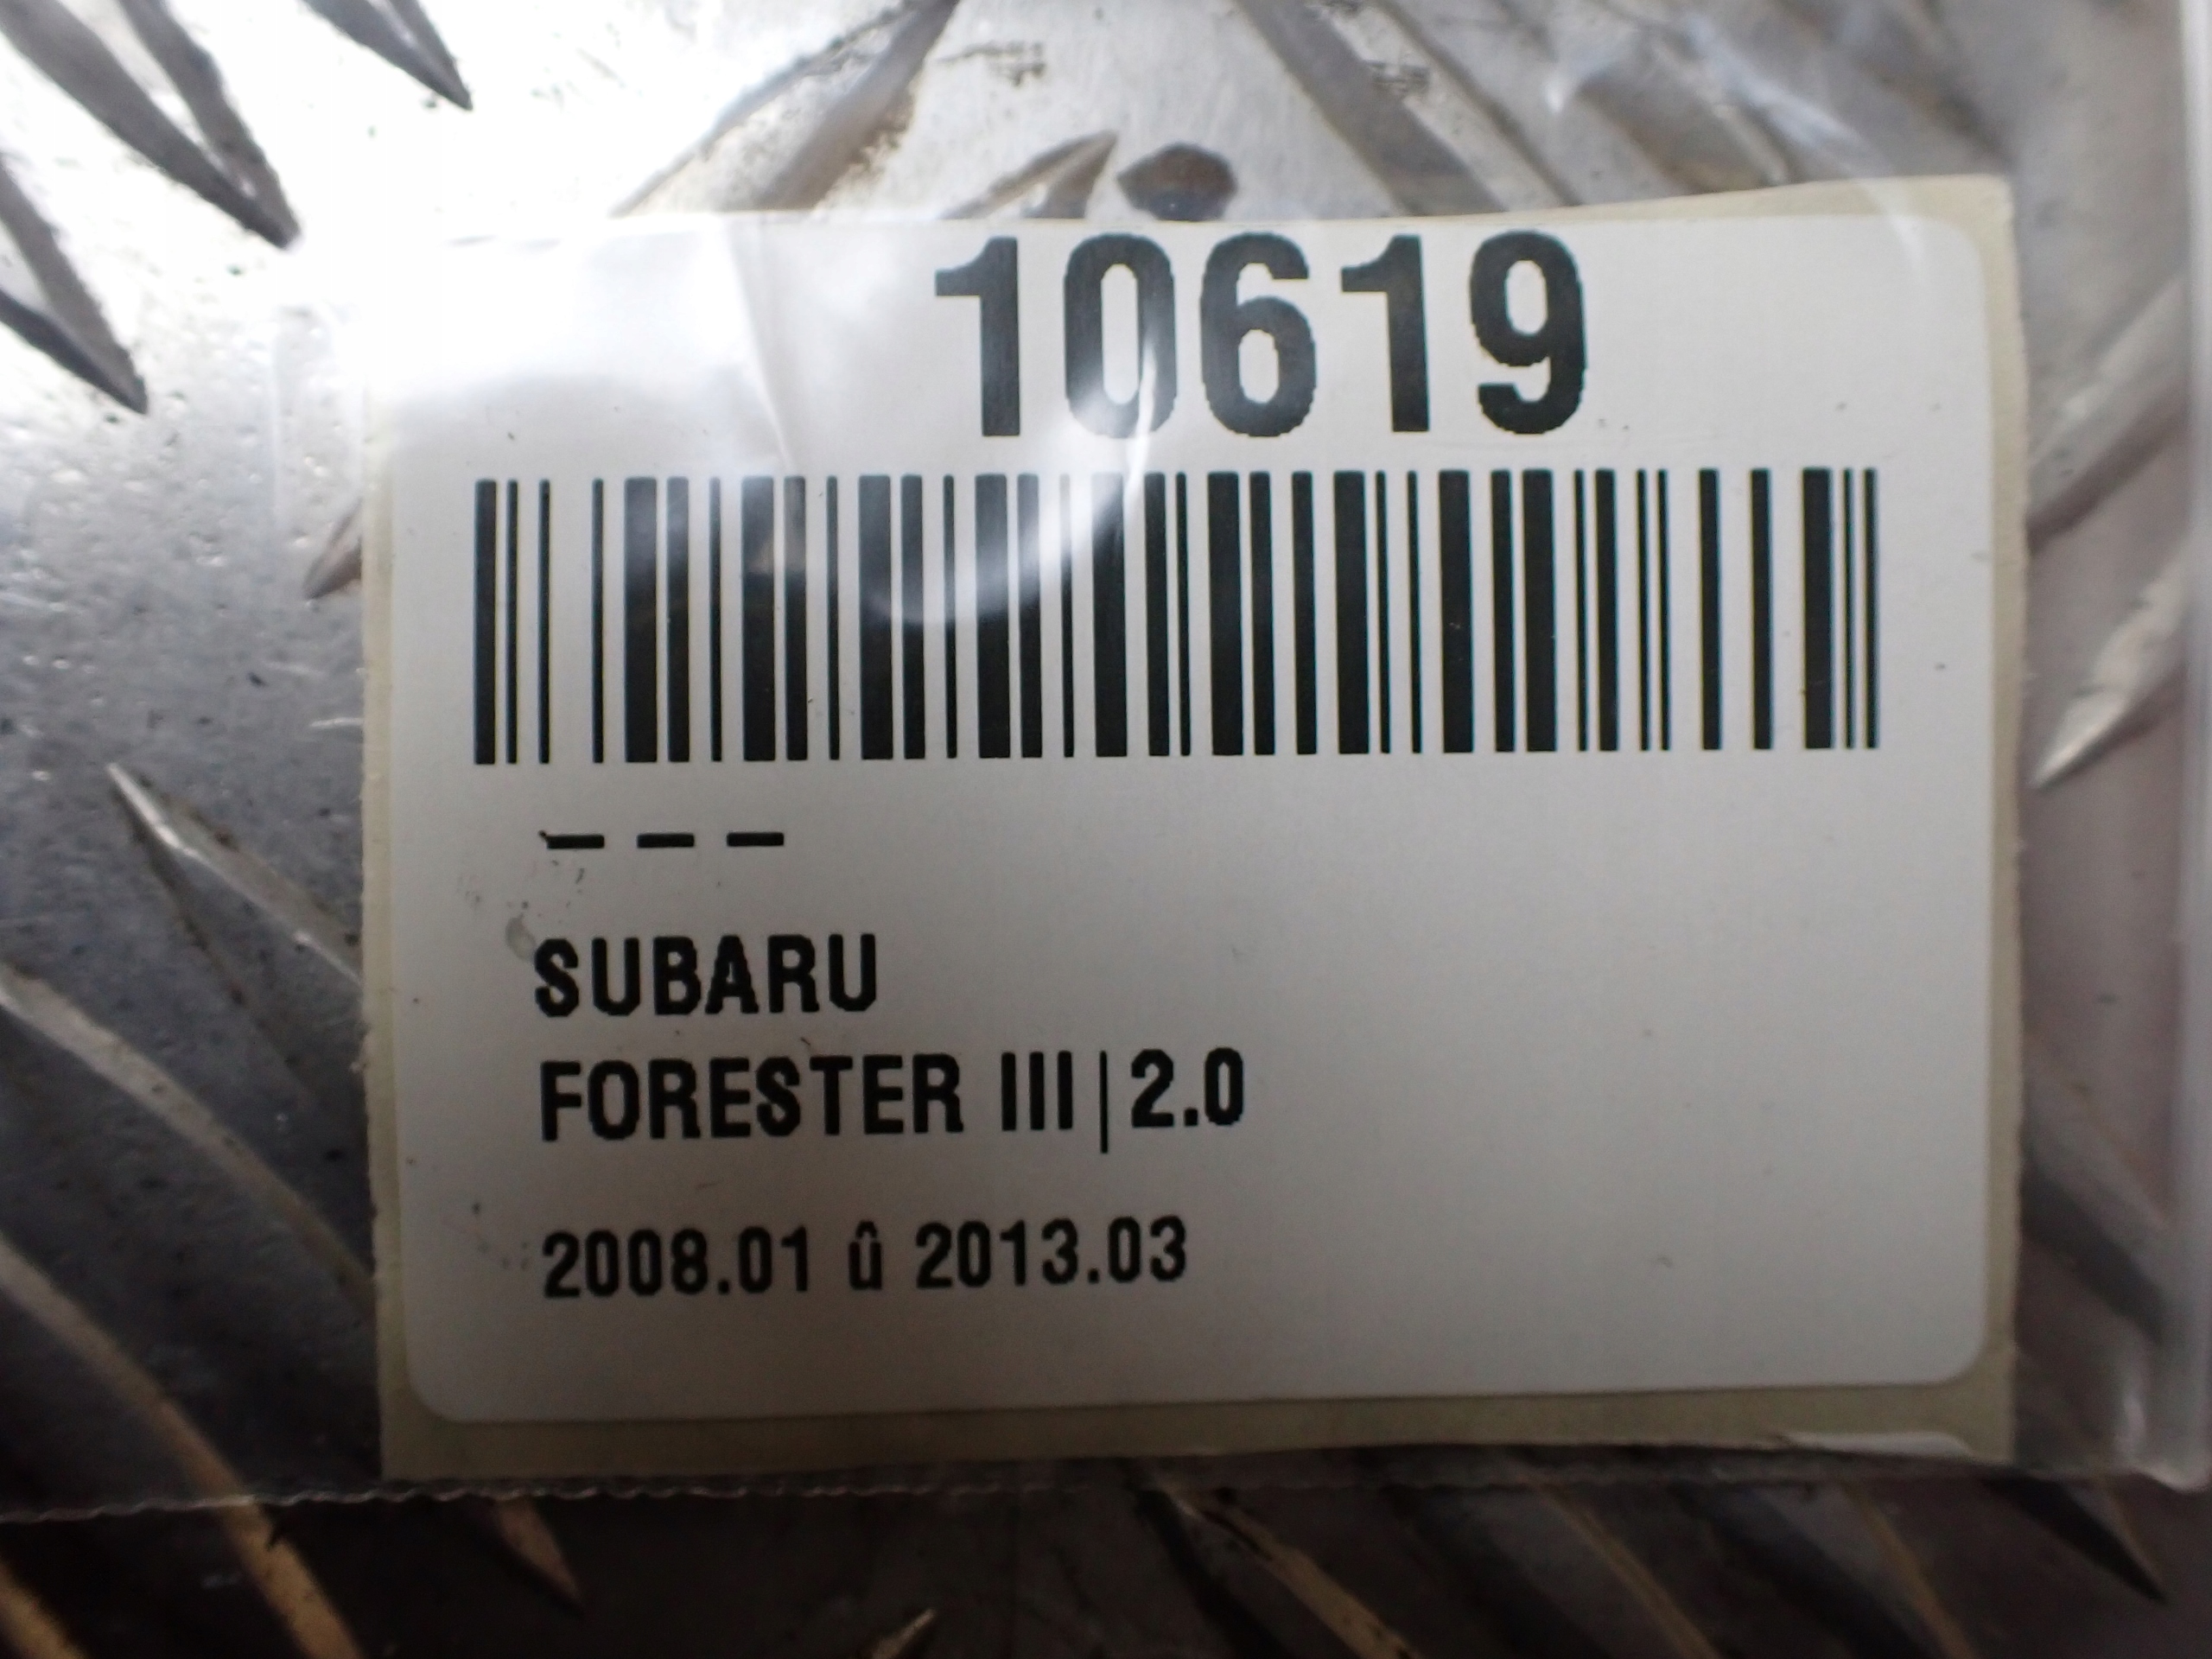 10619
– – –
SUBARU
FORESTER III|2.0
2008.01 û 2013.03